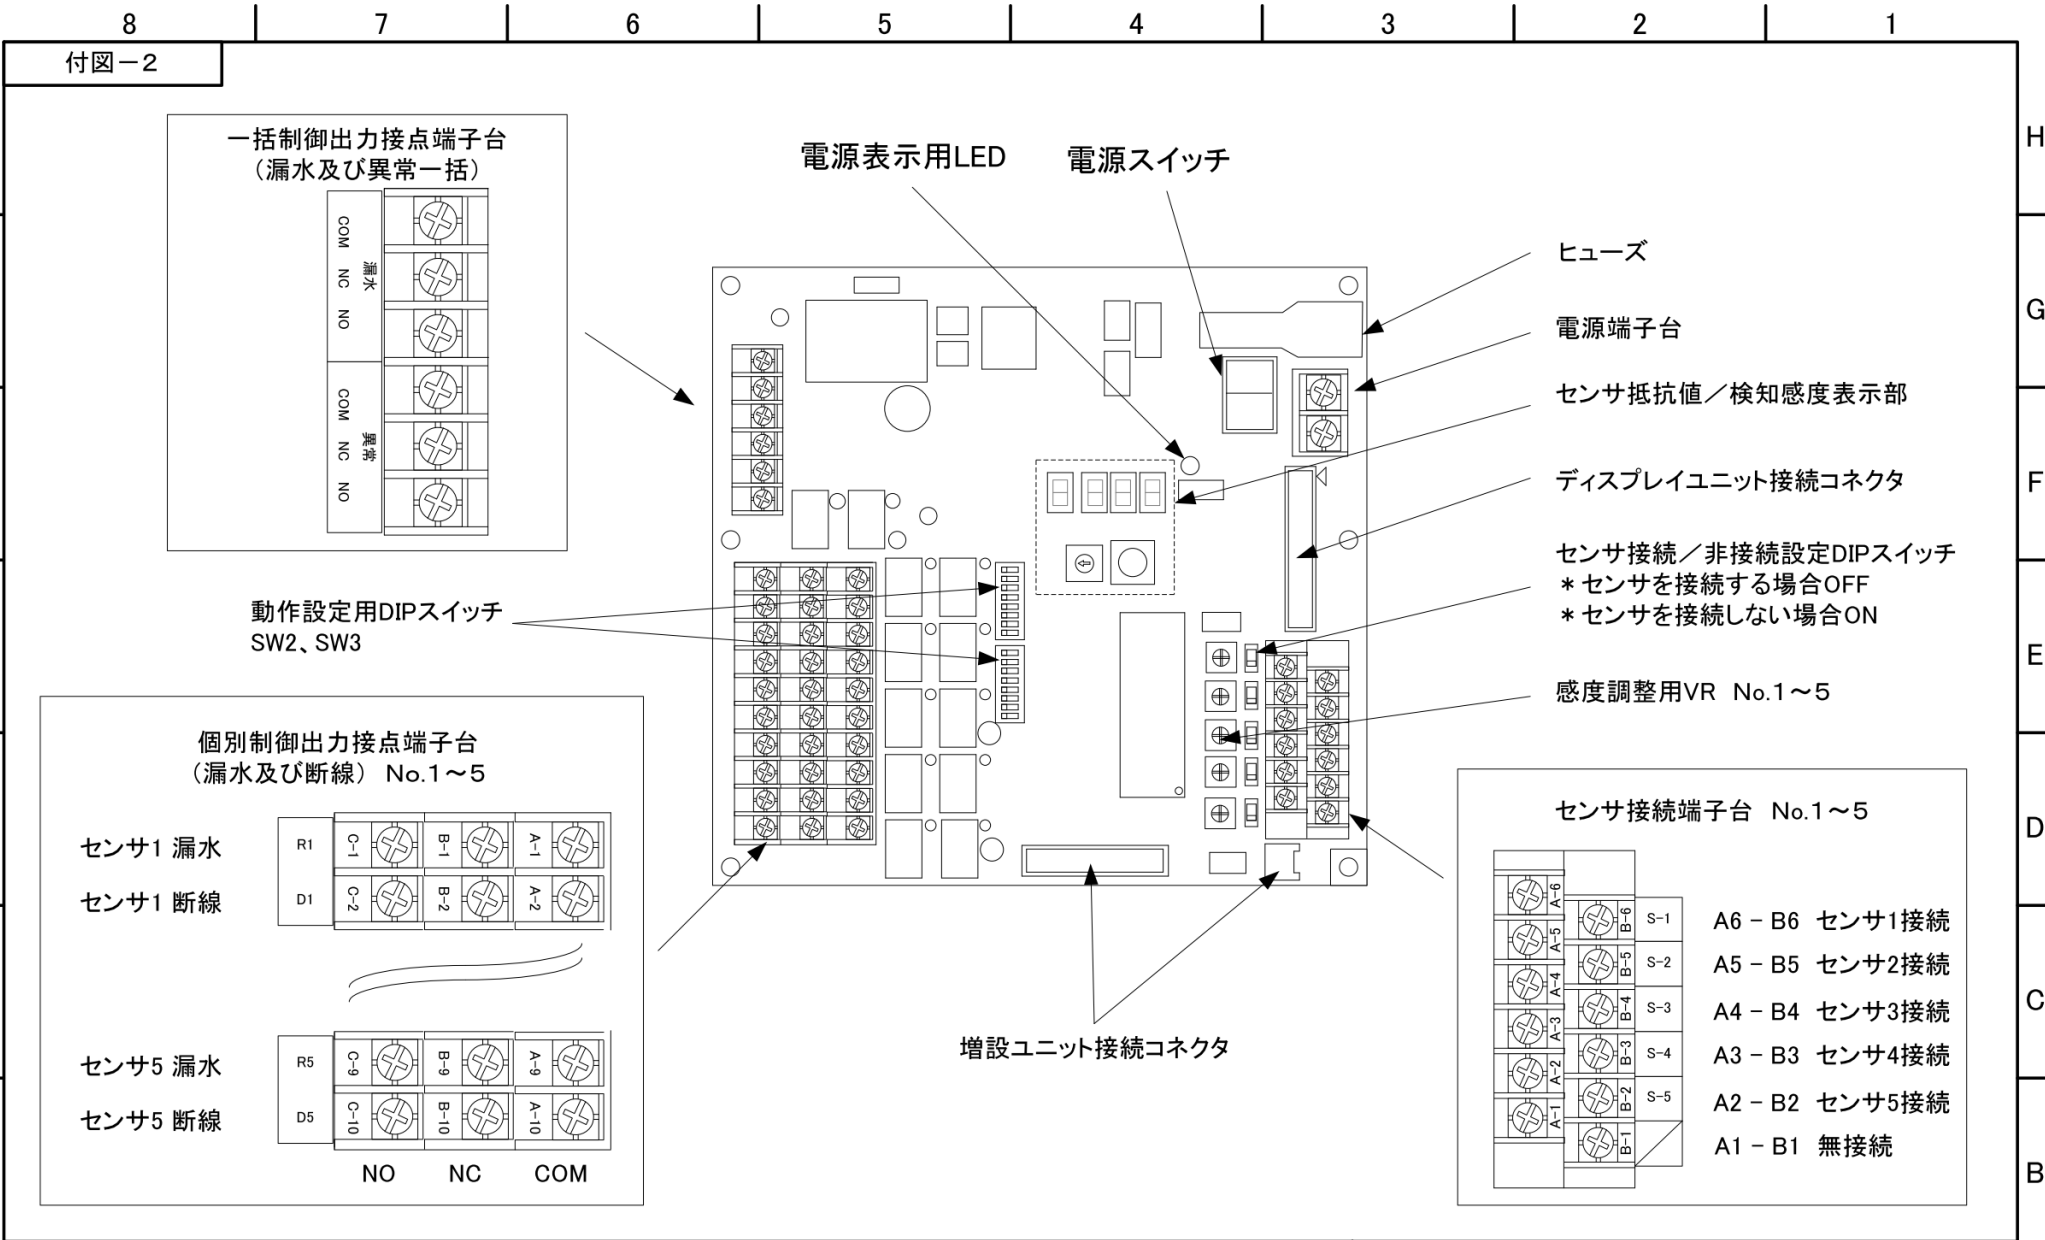 8 7 6 5 4 3 2 1
付図－2
H
G
F
E
D
C
B
一括制御出力接点端子台
（漏水及び異常一括）
COM NC NO
漏水
COM NC NO
異常
電源表示用LED
電源スイッチ
ヒューズ
電源端子台
センサ抵抗値／検知感度表示部
ディスプレイユニット接続コネクタ
センサ接続／非接続設定DIPスイッチ
＊センサを接続する場合OFF
＊センサを接続しない場合ON
感度調整用VR No.1～5
動作設定用DIPスイッチ
SW2、SW3
個別制御出力接点端子台
（漏水及び断線） No.1～5
センサ1 漏水 R1 C-1 B-1 A-1
センサ1 断線 D1 C-2 B-2 A-2
センサ5 漏水 R5 C-9 B-9 A-9
センサ5 断線 D5 C-10 B-10 A-10
NO NC COM
増設ユニット接続コネクタ
センサ接続端子台 No.1～5
A-6 B-6 S-1 A6－B6 センサ1接続
A-5 B-5 S-2 A5－B5 センサ2接続
A-4 B-4 S-3 A4－B4 センサ3接続
A-3 B-3 S-4 A3－B3 センサ4接続
A-2 B-2 S-5 A2－B2 センサ5接続
A-1 B-1 A1－B1 無接続